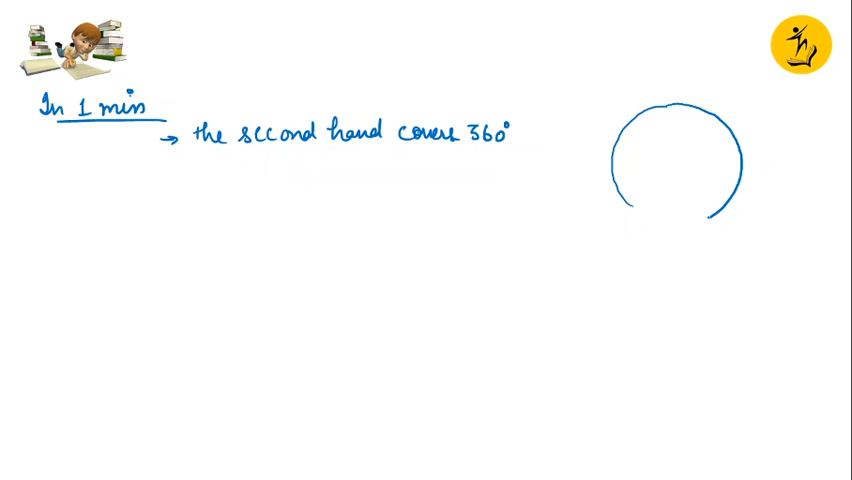 In 1 min
→ the second hand covers 360°